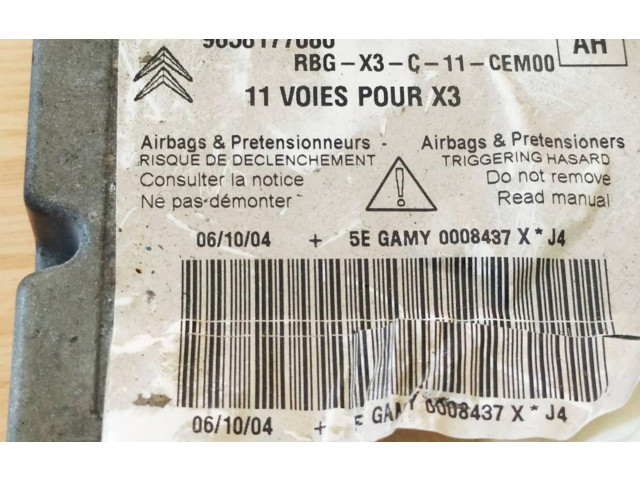 9658177680
RBG-X3-C-11-CEM00
AH
11 VOIES POUR X3
Airbags & Pretensionneurs - Airbags & Pretensioners
RISQUE DE DECLENCHEMENT TRIGGERING HASARD
Consulter la notice Do not remove
Ne pas démonter Read manual
06/10/04 + 5E GAMY 0008437 X * J4
06/10/04 + 5E GAMY 0008437 X * J4